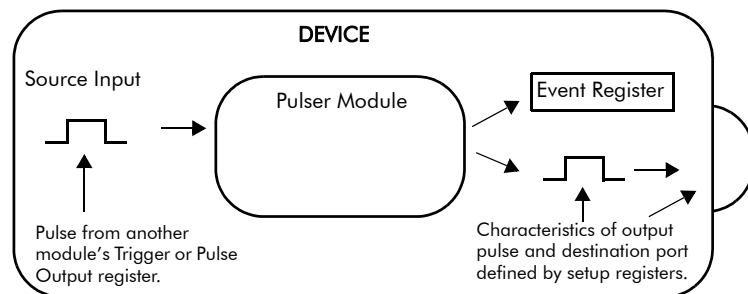 DEVICE
Source Input
Pulser Module
Event Register
Pulse from another
module's Trigger or Pulse
Output register.
Characteristics of output
pulse and destination port
defined by setup registers.